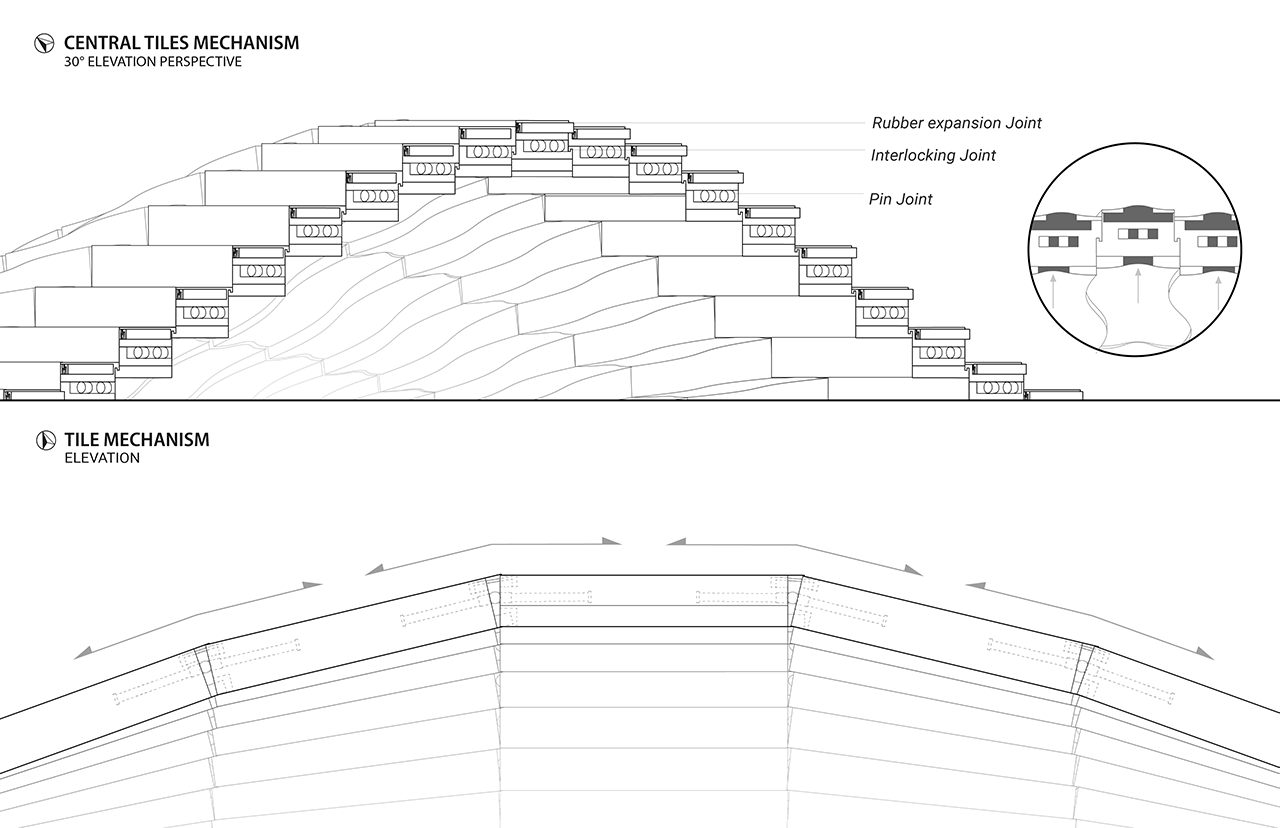 CENTRAL TILES MECHANISM
30° ELEVATION PERSPECTIVE
Rubber expansion Joint
Interlocking Joint
Pin Joint
TILE MECHANISM
ELEVATION